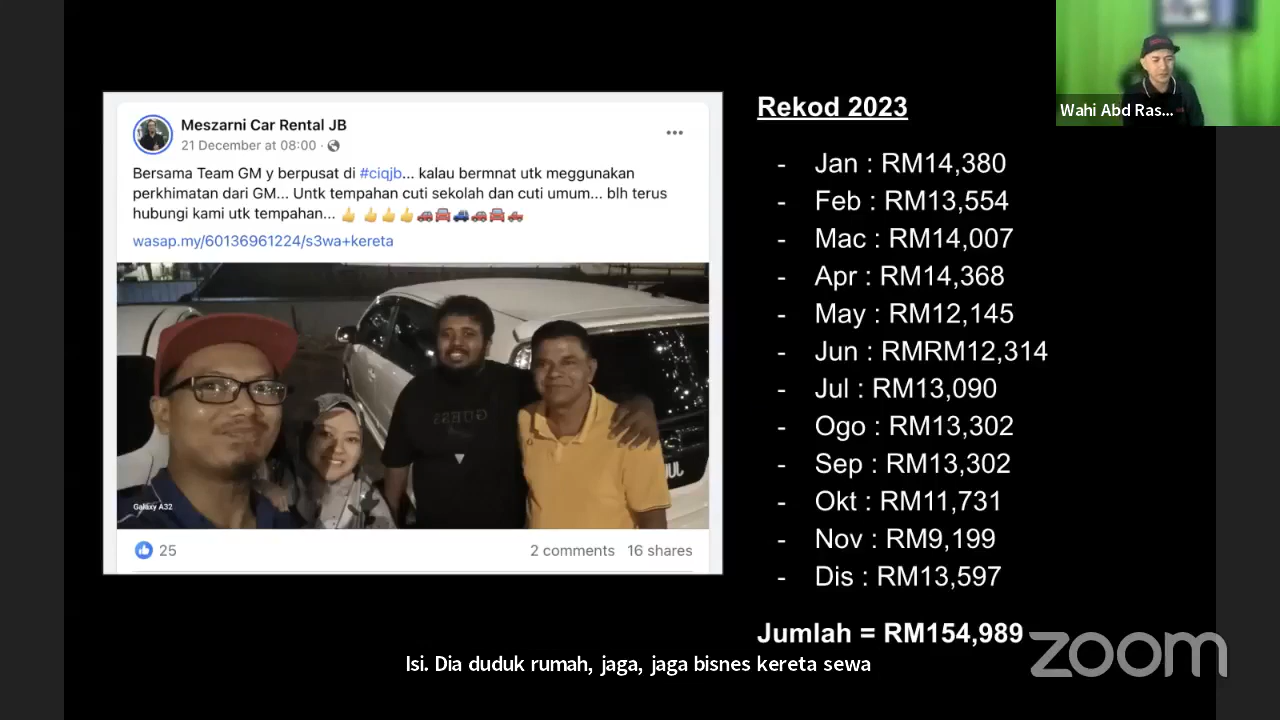 Wahi Abd Ras...
Meszarni Car Rental JB
21 December at 08:00 ·
Bersama Team GM y berpusat di #ciqjb... kalau bermnat utk meggunakan
perkhimatan dari GM... Untk tempahan cuti sekolah dan cuti umum... blh terus
hubungi kami utk tempahan... 👍 👍👍👍🚗🚘🚙🚗🚘🚗
wasap.my/60136961224/s3wa+kereta
GUESS
Galaxy A32
25
2 comments 16 shares
Rekod 2023
- Jan : RM14,380
- Feb : RM13,554
- Mac : RM14,007
- Apr : RM14,368
- May : RM12,145
- Jun : RMRM12,314
- Jul : RM13,090
- Ogo : RM13,302
- Sep : RM13,302
- Okt : RM11,731
- Nov : RM9,199
- Dis : RM13,597
Jumlah = RM154,989
zoom
Isi. Dia duduk rumah, jaga, jaga bisnes kereta sewa